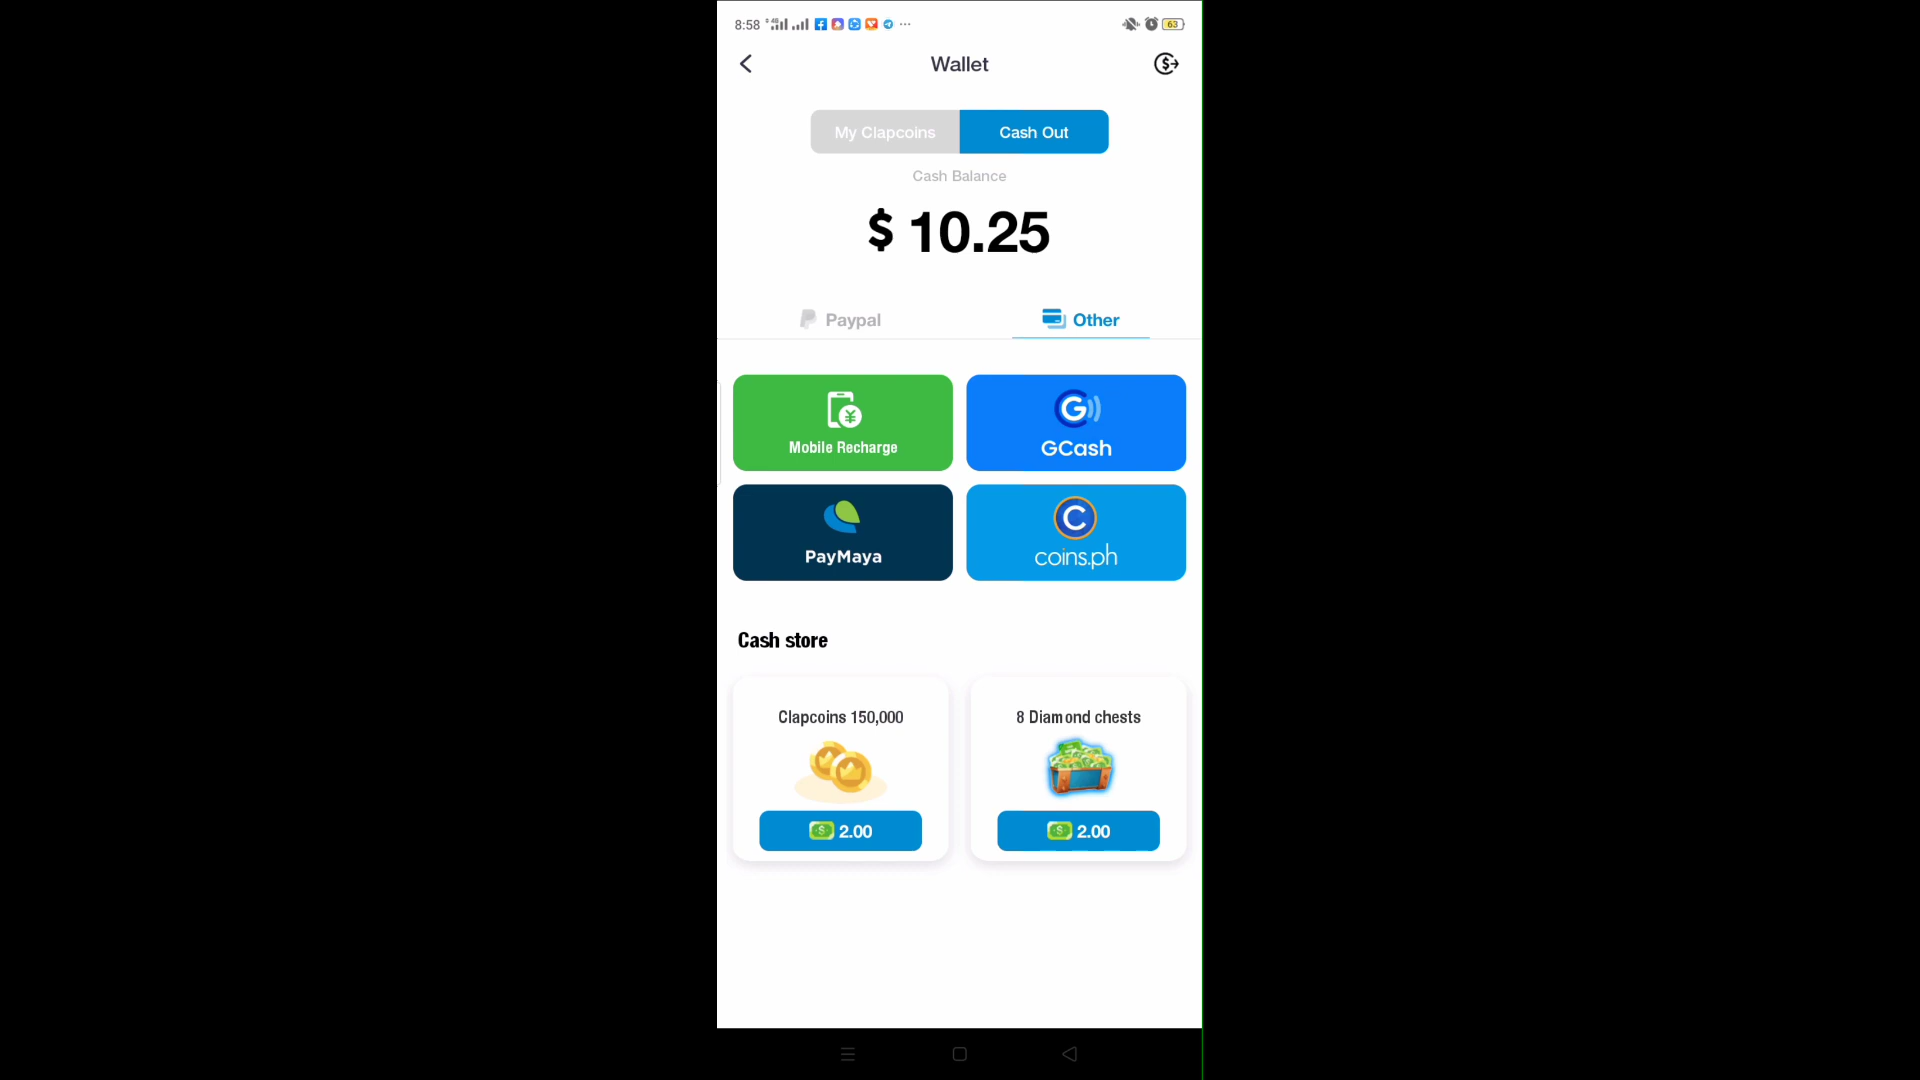 8:58 63
Wallet
My Clapcoins Cash Out
Cash Balance
$ 10.25
Paypal Other
Mobile Recharge
GCash
PayMaya
coins.ph
Cash store
Clapcoins 150,000
8 Diamond chests
2.00
2.00